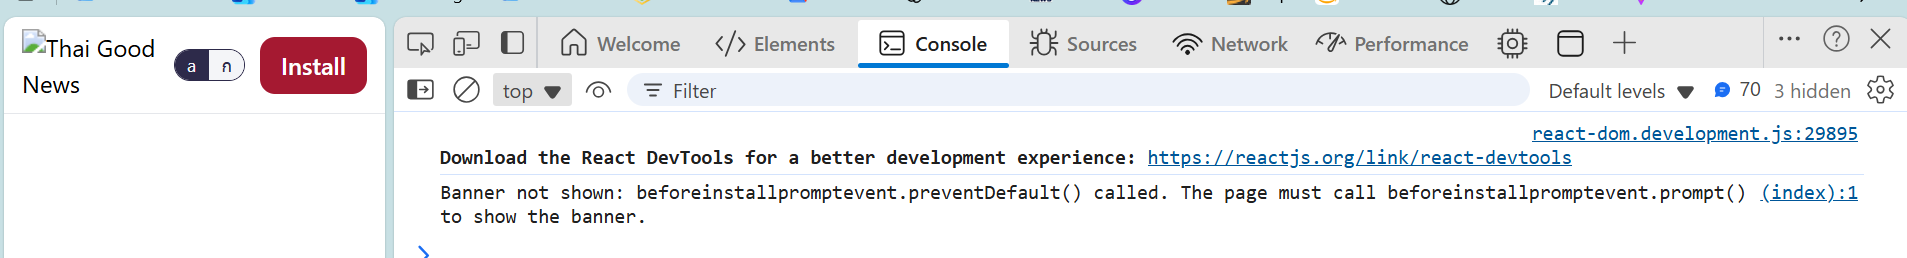 Thai Good
News
a ก
Install
Welcome
Elements
Console
Sources
Network
Performance
top
Filter
Default levels
70
3 hidden
react-dom.development.js:29895
Download the React DevTools for a better development experience: https://reactjs.org/link/react-devtools
Banner not shown: beforeinstallpromptevent.preventDefault() called. The page must call beforeinstallpromptevent.prompt() (index):1
to show the banner.